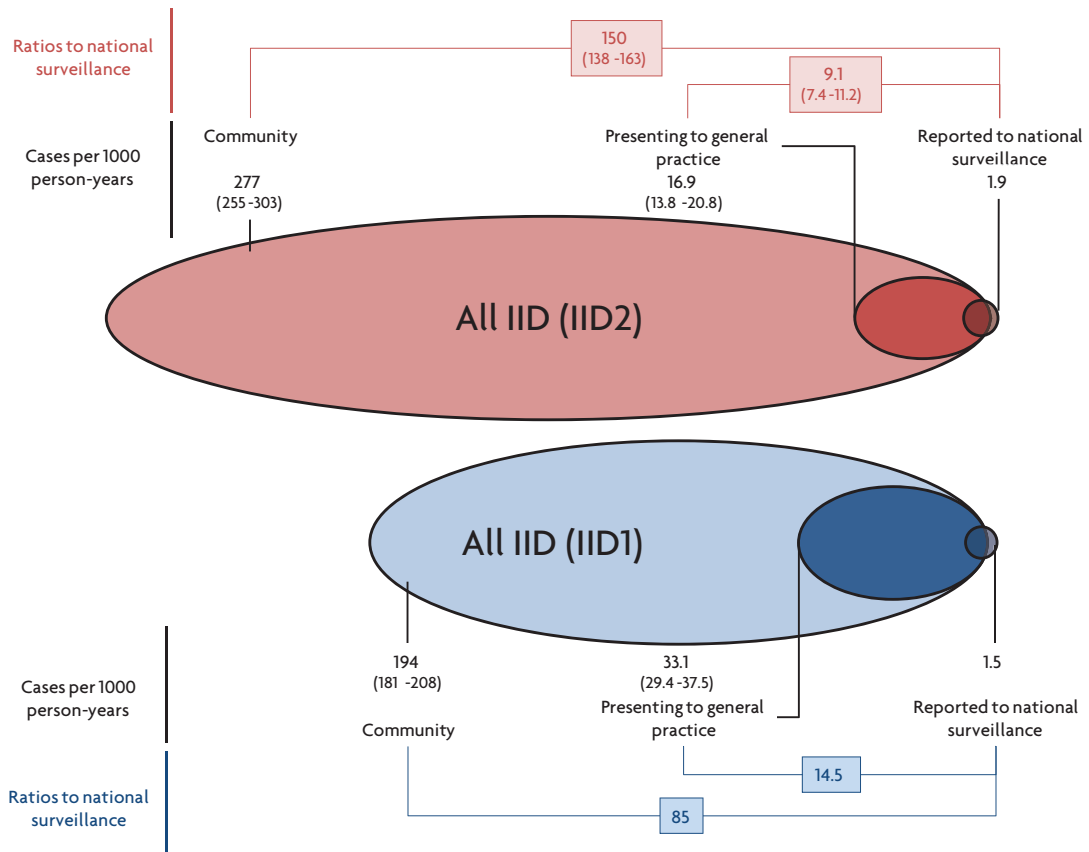 Ratios to national
surveillance
150
(138 -163)
9.1
(7.4 -11.2)
Cases per 1000
person-years
Community
277
(255 -303)
Presenting to general
practice
16.9
(13.8 -20.8)
Reported to national
surveillance
1.9
All IID (IID2)
All IID (IID1)
Cases per 1000
person-years
194
(181 -208)
Community
33.1
(29.4 -37.5)
Presenting to general
practice
1.5
Reported to national
surveillance
Ratios to national
surveillance
14.5
85